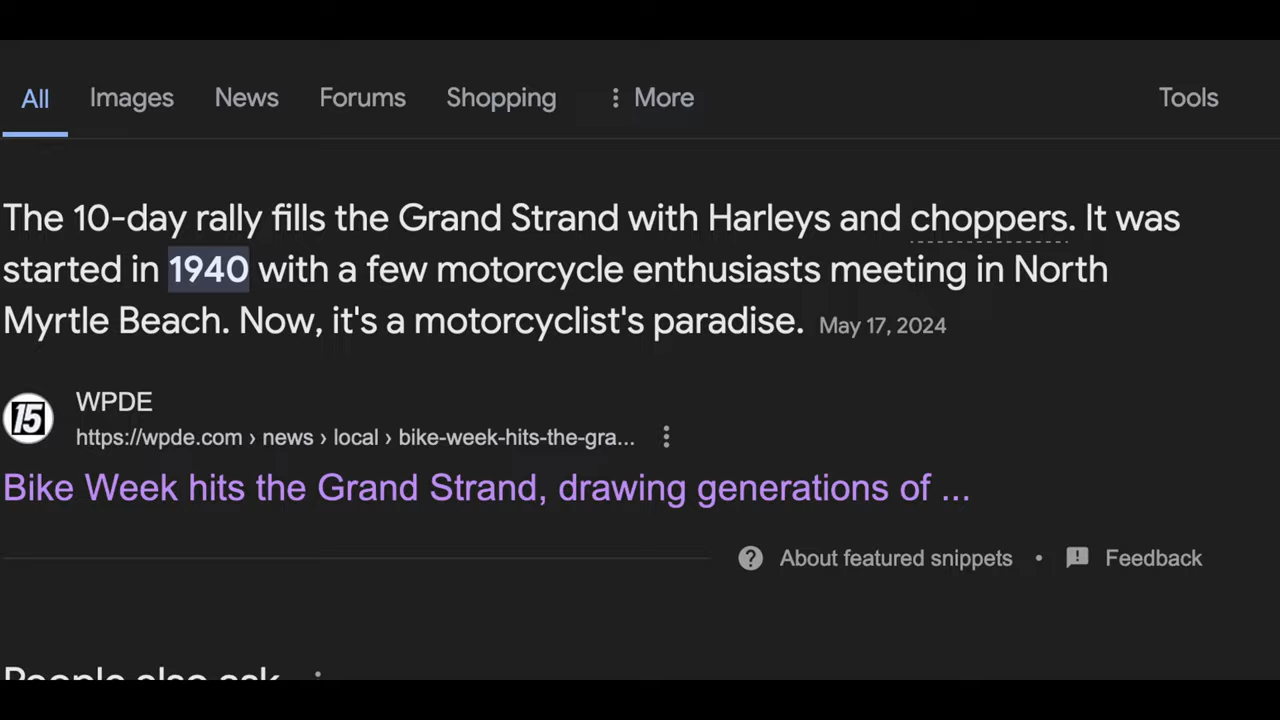 All Images News Forums Shopping More Tools
The 10-day rally fills the Grand Strand with Harleys and choppers. It was
started in 1940 with a few motorcycle enthusiasts meeting in North
Myrtle Beach. Now, it's a motorcyclist's paradise. May 17, 2024
15
WPDE
https://wpde.com › news › local › bike-week-hits-the-gra...
Bike Week hits the Grand Strand, drawing generations of ...
About featured snippets • Feedback
People also ask